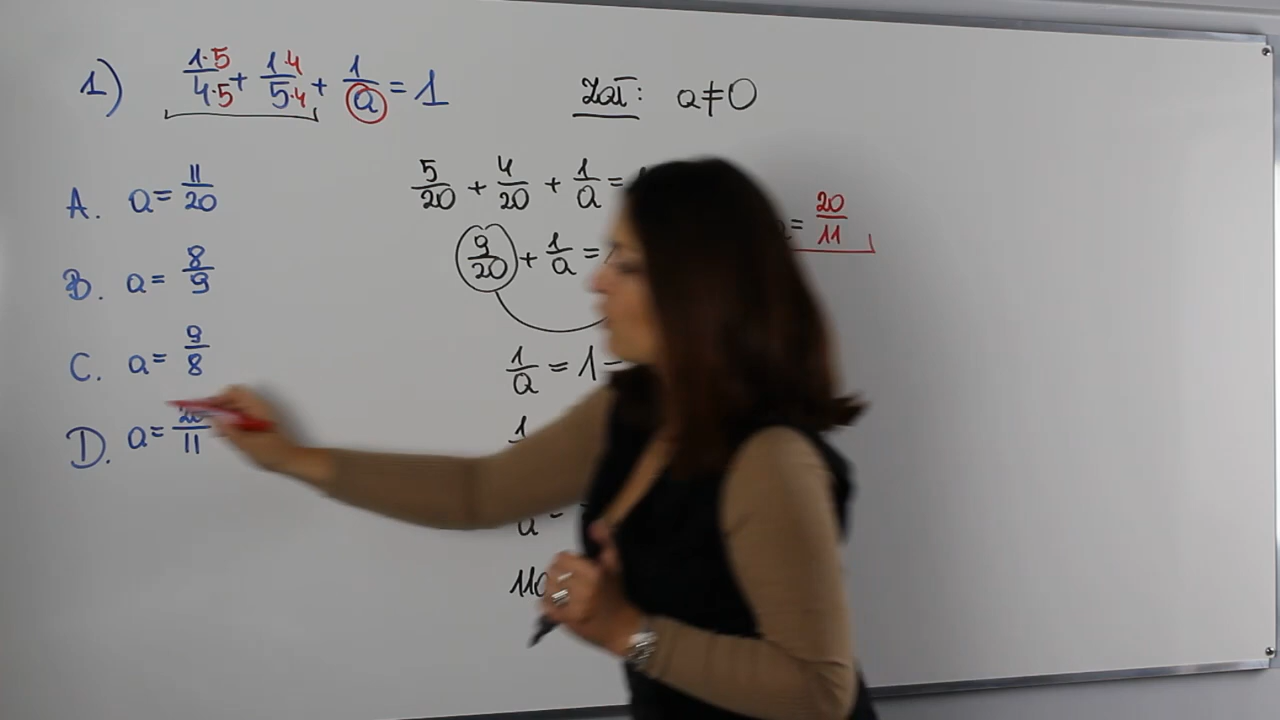 1) 1·5/4·5 + 1·4/5·4 + 1/a = 1
Zał: a≠0
A. a = 11/20
B. a = 8/9
C. a = 9/8
D. a = 20/11
5/20 + 4/20 + 1/a =
9/20 + 1/a =
1/a = 1 -
11a
= 20/11